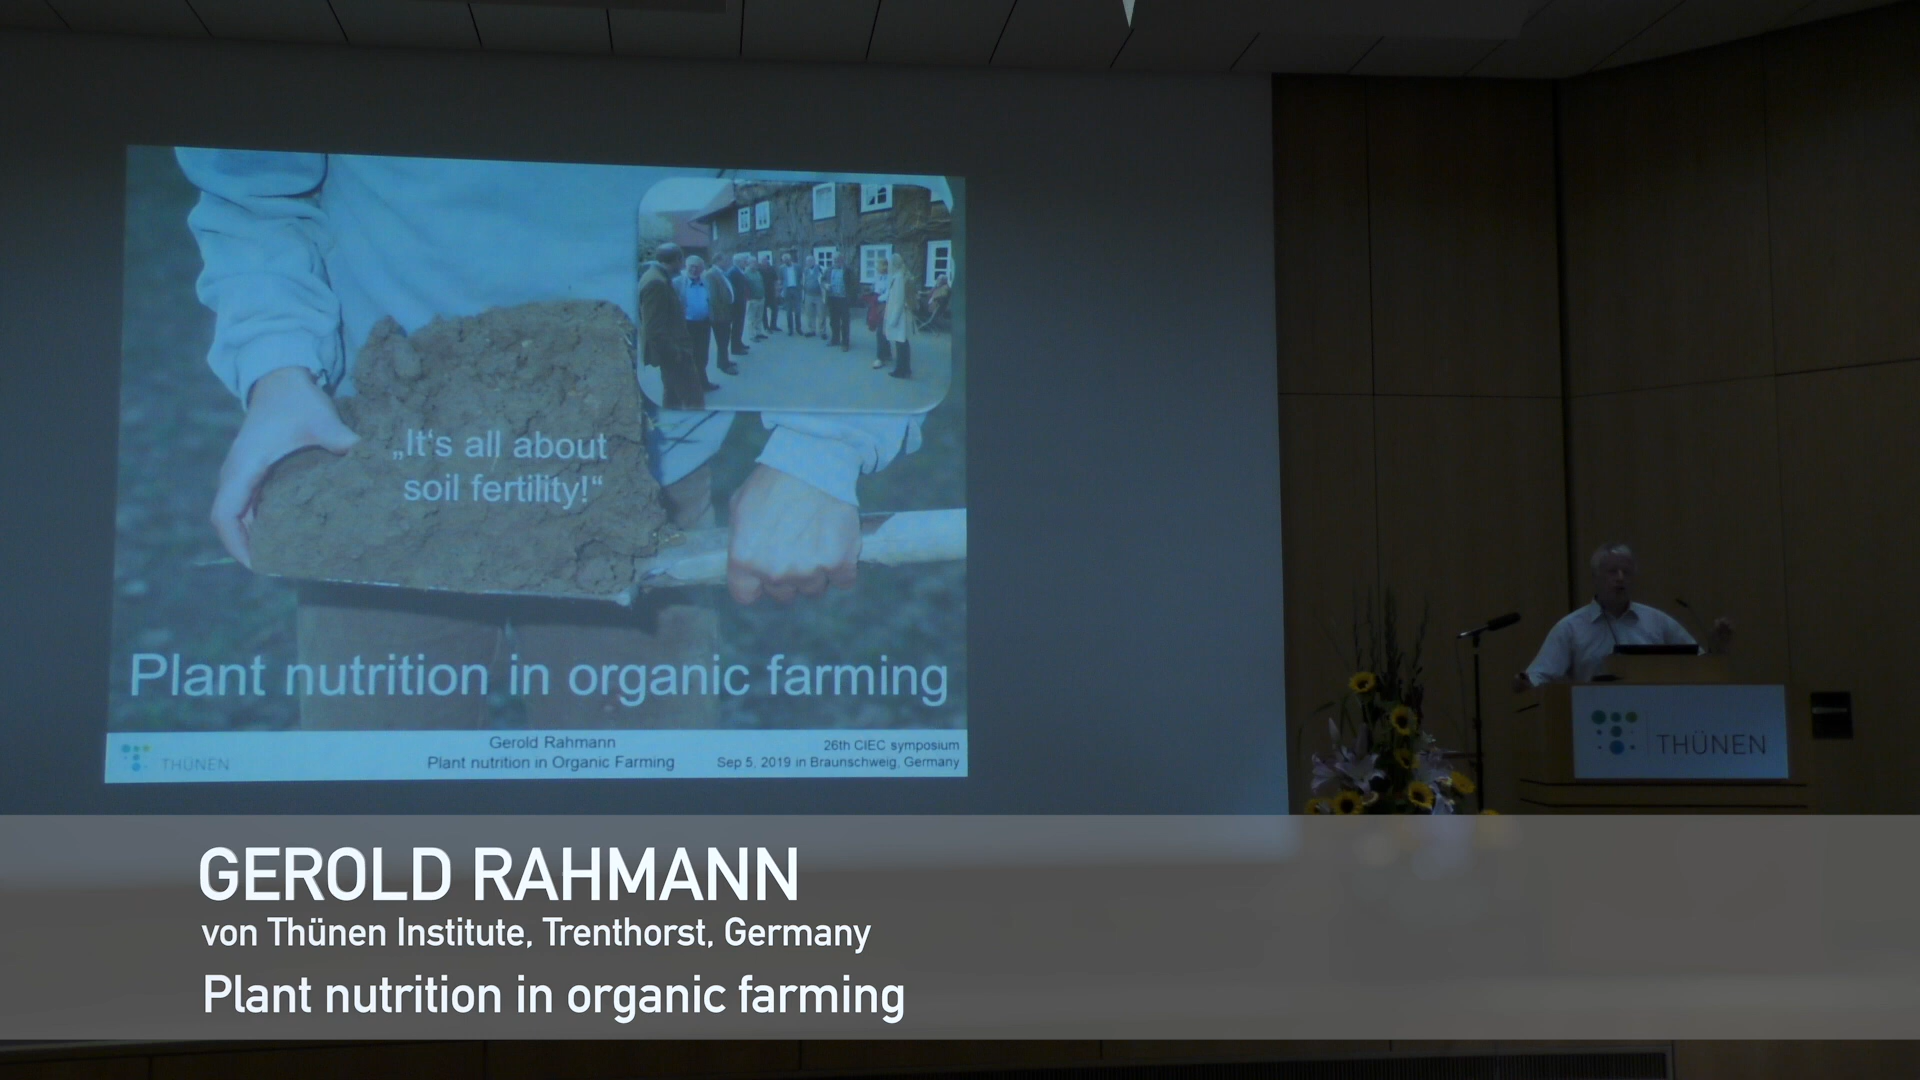 „It's all about
soil fertility!“
Plant nutrition in organic farming
THÜNEN
Gerold Rahmann
Plant nutrition in Organic Farming
26th CIEC symposium
Sep 5, 2019 in Braunschweig, Germany
THÜNEN
GEROLD RAHMANN
von Thünen Institute, Trenthorst, Germany
Plant nutrition in organic farming